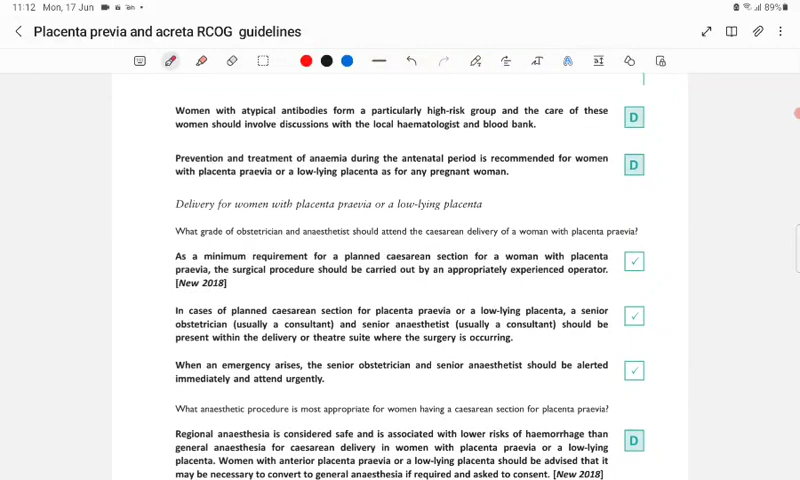 11:12 Mon, 17 Jun 89%
Placenta previa and acreta RCOG guidelines
Women with atypical antibodies form a particularly high-risk group and the care of these
women should involve discussions with the local haematologist and blood bank.
D
Prevention and treatment of anaemia during the antenatal period is recommended for women
with placenta praevia or a low-lying placenta as for any pregnant woman.
D
Delivery for women with placenta praevia or a low-lying placenta
What grade of obstetrician and anaesthetist should attend the caesarean delivery of a woman with placenta praevia?
As a minimum requirement for a planned caesarean section for a woman with placenta
praevia, the surgical procedure should be carried out by an appropriately experienced operator.
[New 2018]
✓
In cases of planned caesarean section for placenta praevia or a low-lying placenta, a senior
obstetrician (usually a consultant) and senior anaesthetist (usually a consultant) should be
present within the delivery or theatre suite where the surgery is occurring.
✓
When an emergency arises, the senior obstetrician and senior anaesthetist should be alerted
immediately and attend urgently.
✓
What anaesthetic procedure is most appropriate for women having a caesarean section for placenta praevia?
Regional anaesthesia is considered safe and is associated with lower risks of haemorrhage than
general anaesthesia for caesarean delivery in women with placenta praevia or a low-lying
placenta. Women with anterior placenta praevia or a low-lying placenta should be advised that it
may be necessary to convert to general anaesthesia if required and asked to consent. [New 2018]
D